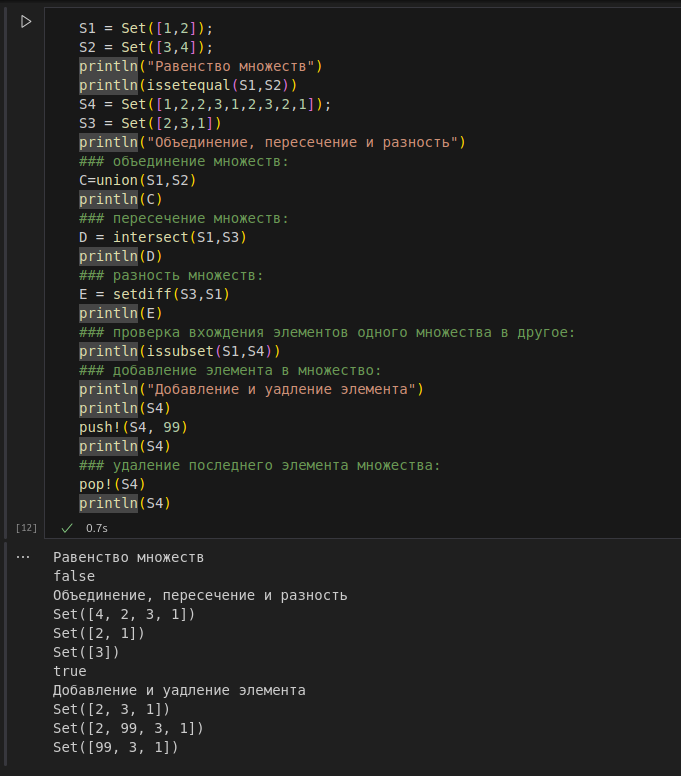 S1 = Set([1,2]);
S2 = Set([3,4]);
println("Равенство множеств")
println(issetequal(S1,S2))
S4 = Set([1,2,2,3,1,2,3,2,1]);
S3 = Set([2,3,1])
println("Объединение, пересечение и разность")
### объединение множеств:
C=union(S1,S2)
println(C)
### пересечение множеств:
D = intersect(S1,S3)
println(D)
### разность множеств:
E = setdiff(S3,S1)
println(E)
### проверка вхождения элементов одного множества в другое:
println(issubset(S1,S4))
### добавление элемента в множество:
println("Добавление и уадление элемента")
println(S4)
push!(S4, 99)
println(S4)
### удаление последнего элемента множества:
pop!(S4)
println(S4)
[12] 0.7s
Равенство множеств
false
Объединение, пересечение и разность
Set([4, 2, 3, 1])
Set([2, 1])
Set([3])
true
Добавление и уадление элемента
Set([2, 3, 1])
Set([2, 99, 3, 1])
Set([99, 3, 1])